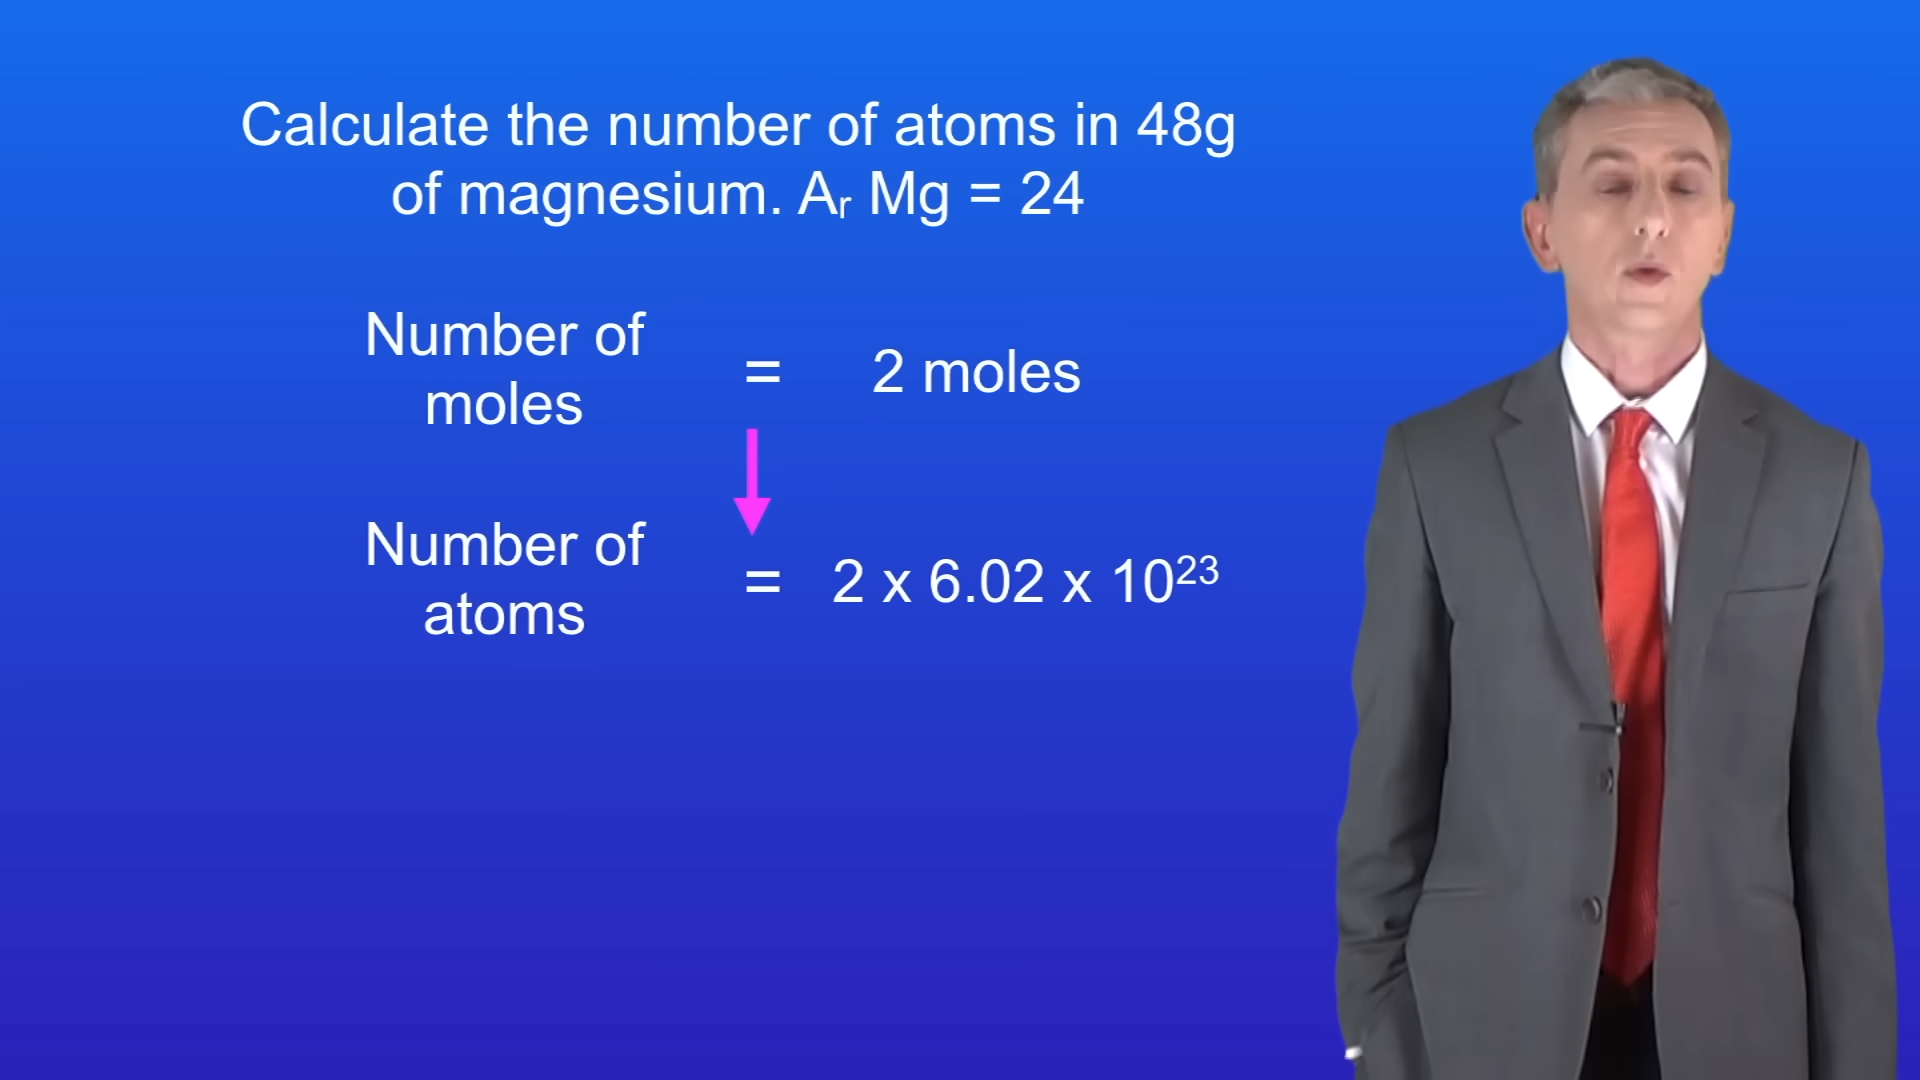 Calculate the number of atoms in 48g
of magnesium. Aᵣ Mg = 24
Number of
moles
= 2 moles
Number of
atoms
= 2 x 6.02 x 10²³